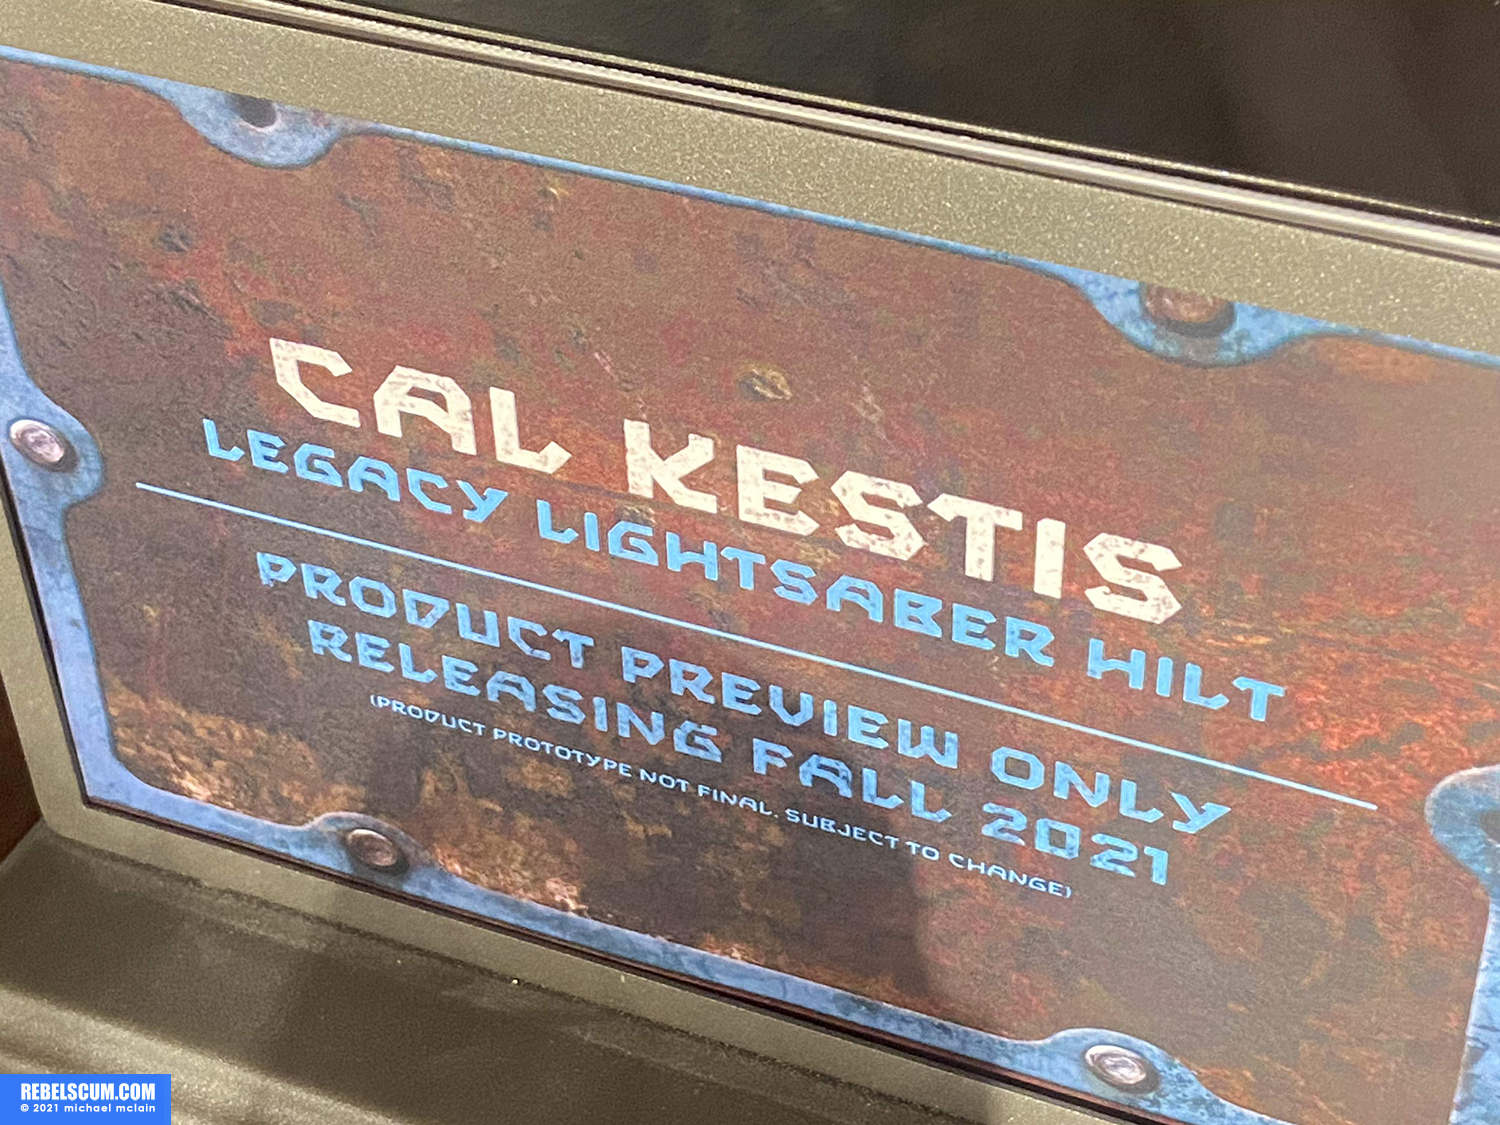 CAL KESTIS
LEGACY LIGHTSABER HILT
PRODUCT PREVIEW ONLY
RELEASING FALL 2021
(PRODUCT PROTOTYPE NOT FINAL. SUBJECT TO CHANGE)
REBELSCUM.COM
© 2021 michael mclain